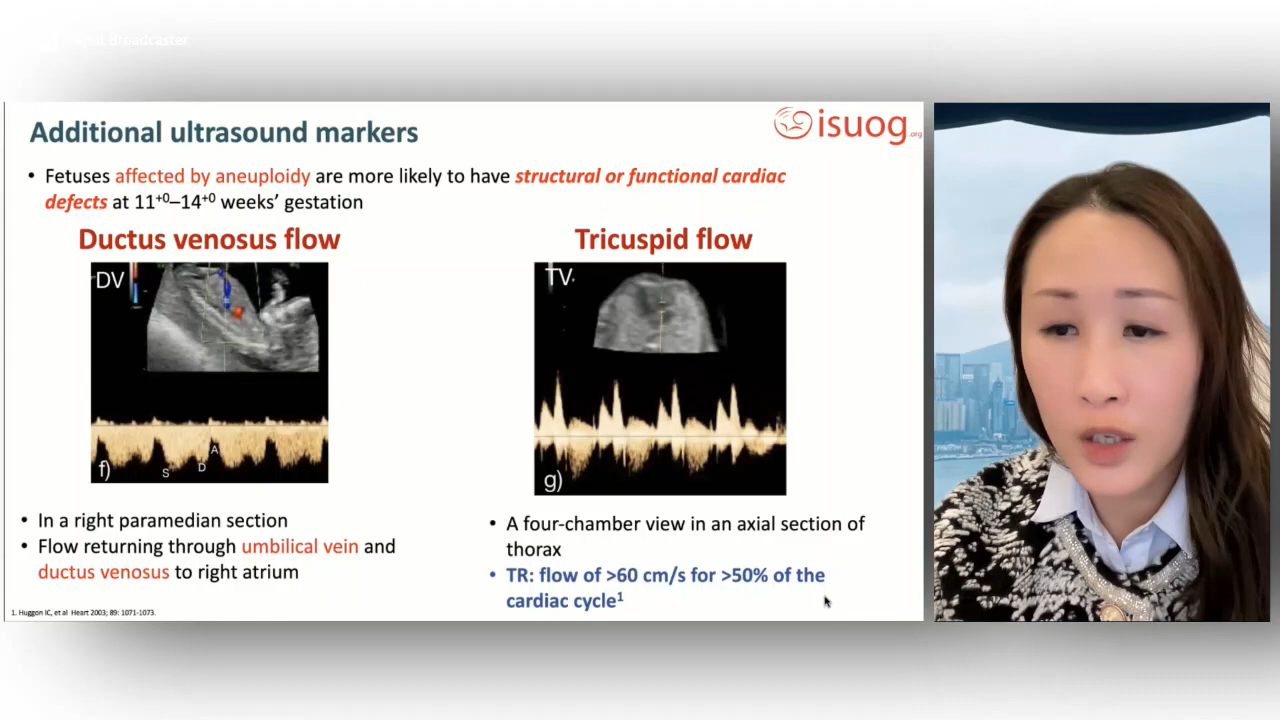 Broadcaster
Additional ultrasound markers
isuog.org
• Fetuses affected by aneuploidy are more likely to have structural or functional cardiac
defects at 11⁺⁰–14⁺⁰ weeks’ gestation
Ductus venosus flow
DV
S
D
A
f)
• In a right paramedian section
• Flow returning through umbilical vein and
ductus venosus to right atrium
Tricuspid flow
TV
g)
• A four-chamber view in an axial section of
thorax
• TR: flow of >60 cm/s for >50% of the
cardiac cycle¹
1. Huggon IC, et al Heart 2003; 89: 1071-1073.